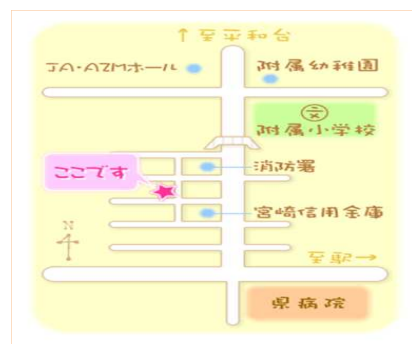 ↑至平和台
JA・AZMホール
附属幼稚園
文
附属小学校
消防署
ここです
宮崎信用金庫
N
至駅→
県病院